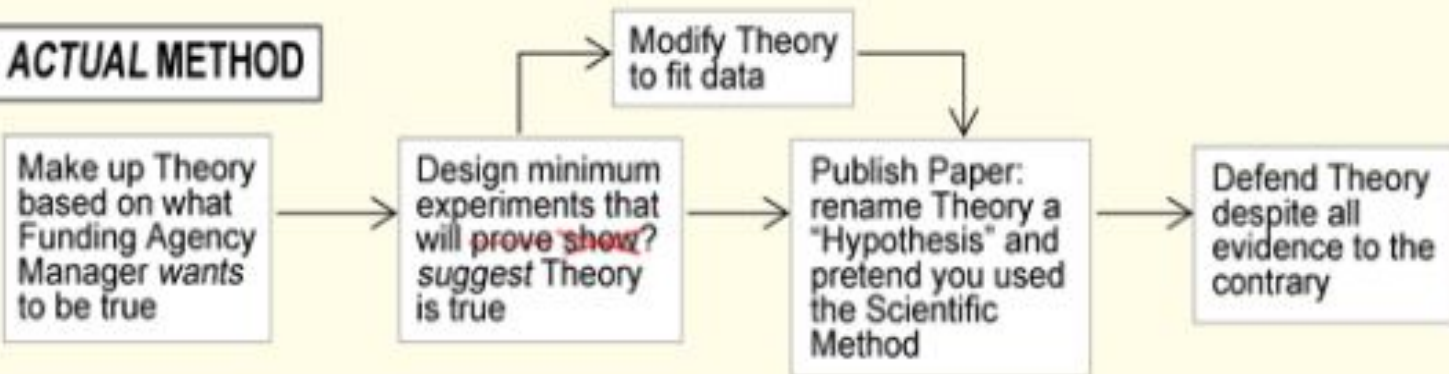 ACTUAL METHOD
Make up Theory
based on what
Funding Agency
Manager wants
to be true
Design minimum
experiments that
will prove show?
suggest Theory
is true
Modify Theory
to fit data
Publish Paper:
rename Theory a
“Hypothesis” and
pretend you used
the Scientific
Method
Defend Theory
despite all
evidence to the
contrary